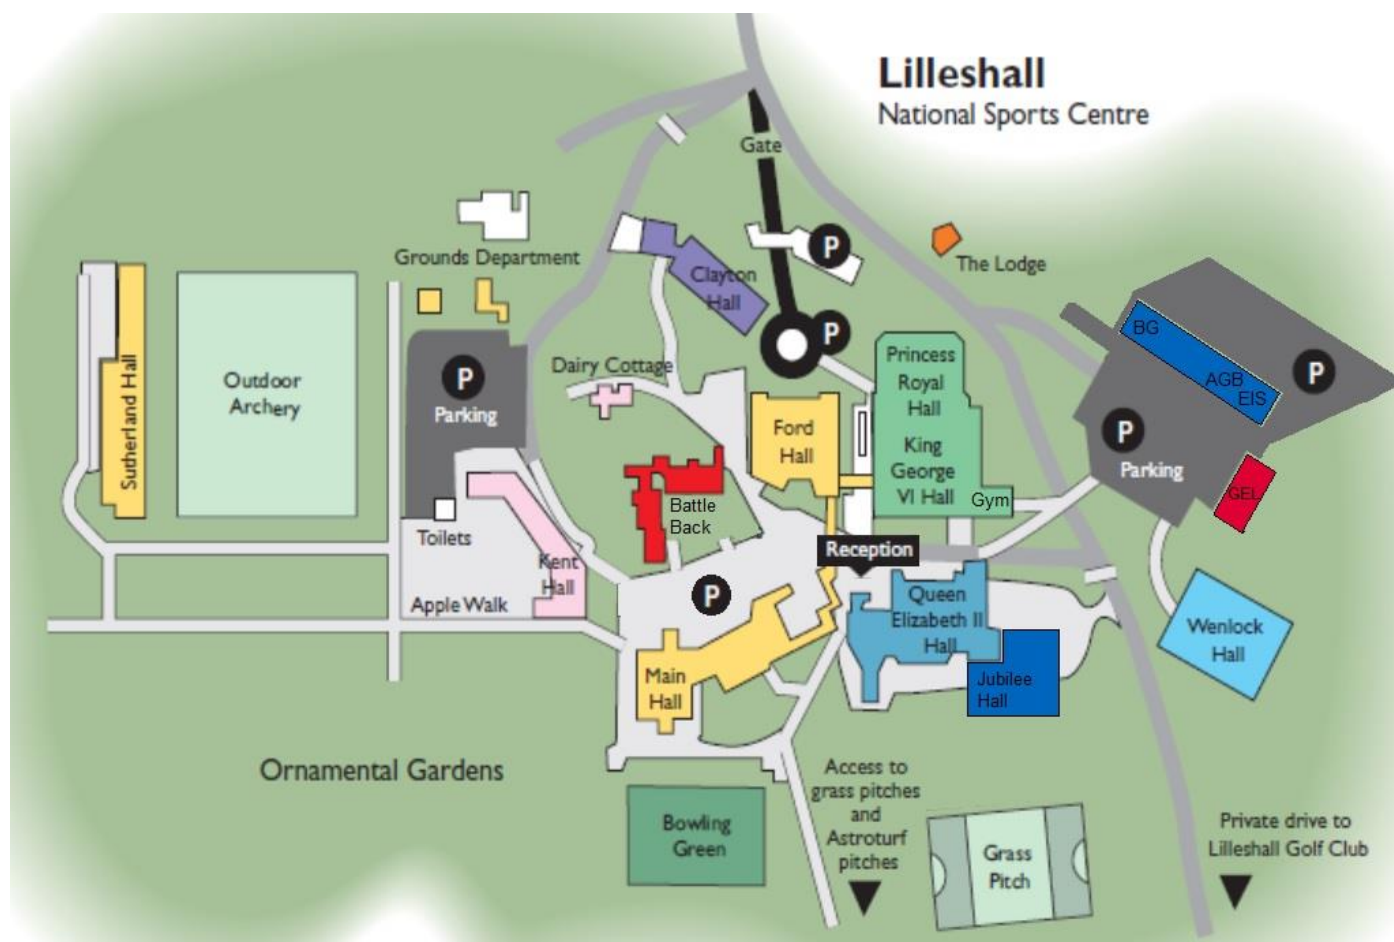 Lilleshall
National Sports Centre
Gate
P
Grounds Department
Clayton
Hall
The Lodge
P
BG
AGB
EIS
P
Sutherland Hall
Outdoor
Archery
P
Parking
Dairy Cottage
Princess
Royal
Hall
King
George
VI Hall
Gym
Ford
Hall
P
Parking
GEL
Battle
Back
Toilets
Kent
Hall
Reception
Apple Walk
P
Queen
Elizabeth II
Hall
Wenlock
Hall
Main
Hall
Jubilee
Hall
Ornamental Gardens
Access to
grass pitches
and
Astroturf
pitches
Bowling
Green
Grass
Pitch
Private drive to
Lilleshall Golf Club